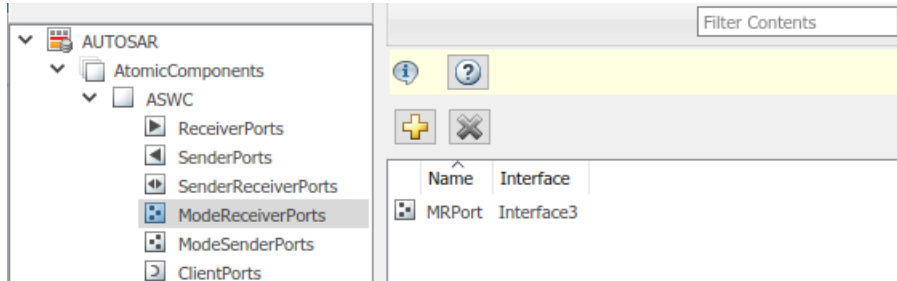 Filter Contents
AUTOSAR
AtomicComponents
ASWC
ReceiverPorts
SenderPorts
SenderReceiverPorts
ModeReceiverPorts
ModeSenderPorts
ClientPorts
Name Interface
MRPort Interface3